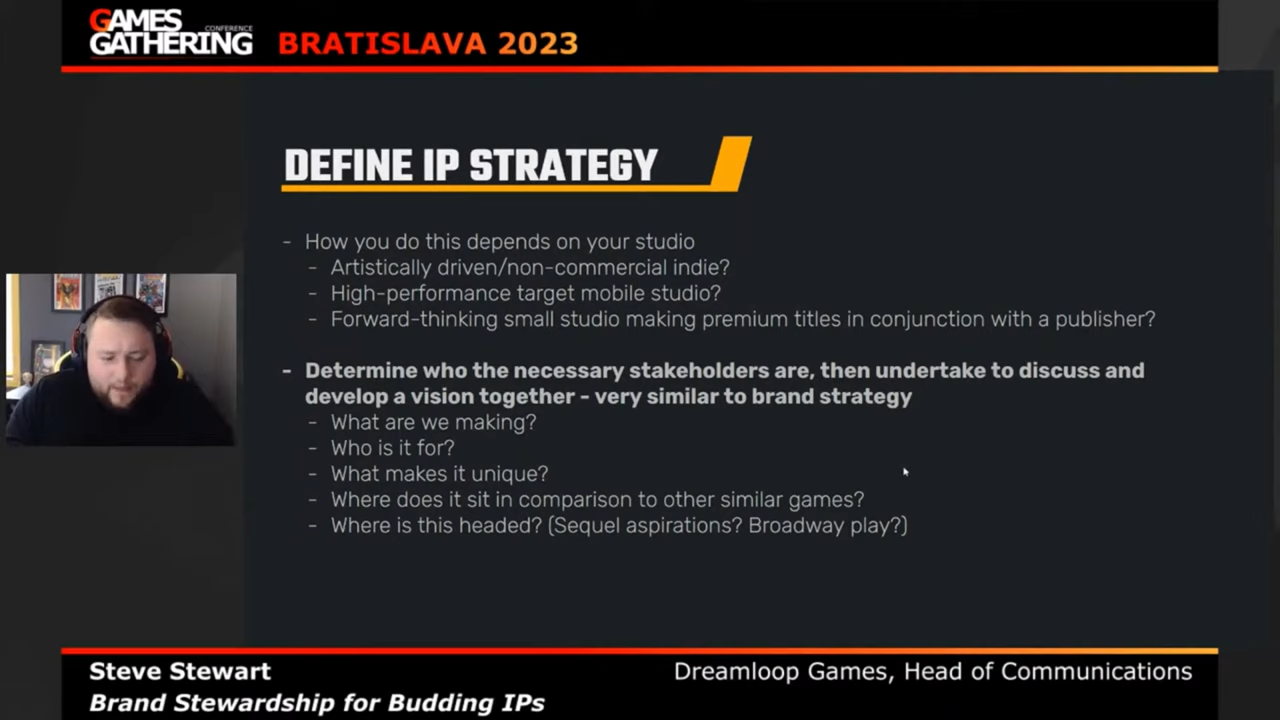 GAMES
CONFERENCE
GATHERING
BRATISLAVA 2023
DEFINE IP STRATEGY
- How you do this depends on your studio
- Artistically driven/non-commercial indie?
- High-performance target mobile studio?
- Forward-thinking small studio making premium titles in conjunction with a publisher?
- Determine who the necessary stakeholders are, then undertake to discuss and
develop a vision together - very similar to brand strategy
- What are we making?
- Who is it for?
- What makes it unique?
- Where does it sit in comparison to other similar games?
- Where is this headed? (Sequel aspirations? Broadway play?)
Steve Stewart
Dreamloop Games, Head of Communications
Brand Stewardship for Budding IPs